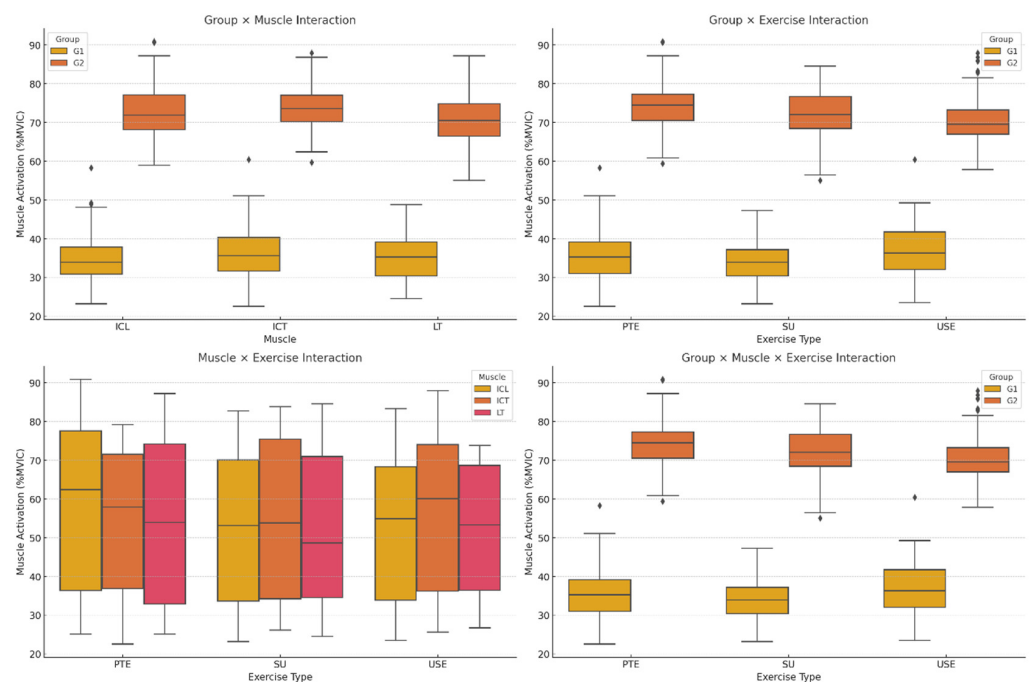 Group × Muscle Interaction
Muscle Activation (%MVIC)
90
80
70
60
50
40
30
20
Group
G1
G2
ICL ICT LT
Muscle
Group × Exercise Interaction
Muscle Activation (%MVIC)
90
80
70
60
50
40
30
20
Group
G1
G2
PTE SU USE
Exercise Type
Muscle × Exercise Interaction
Muscle Activation (%MVIC)
90
80
70
60
50
40
30
20
Muscle
ICL
ICT
LT
PTE SU USE
Exercise Type
Group × Muscle × Exercise Interaction
Muscle Activation (%MVIC)
90
80
70
60
50
40
30
20
Group
G1
G2
PTE SU USE
Exercise Type